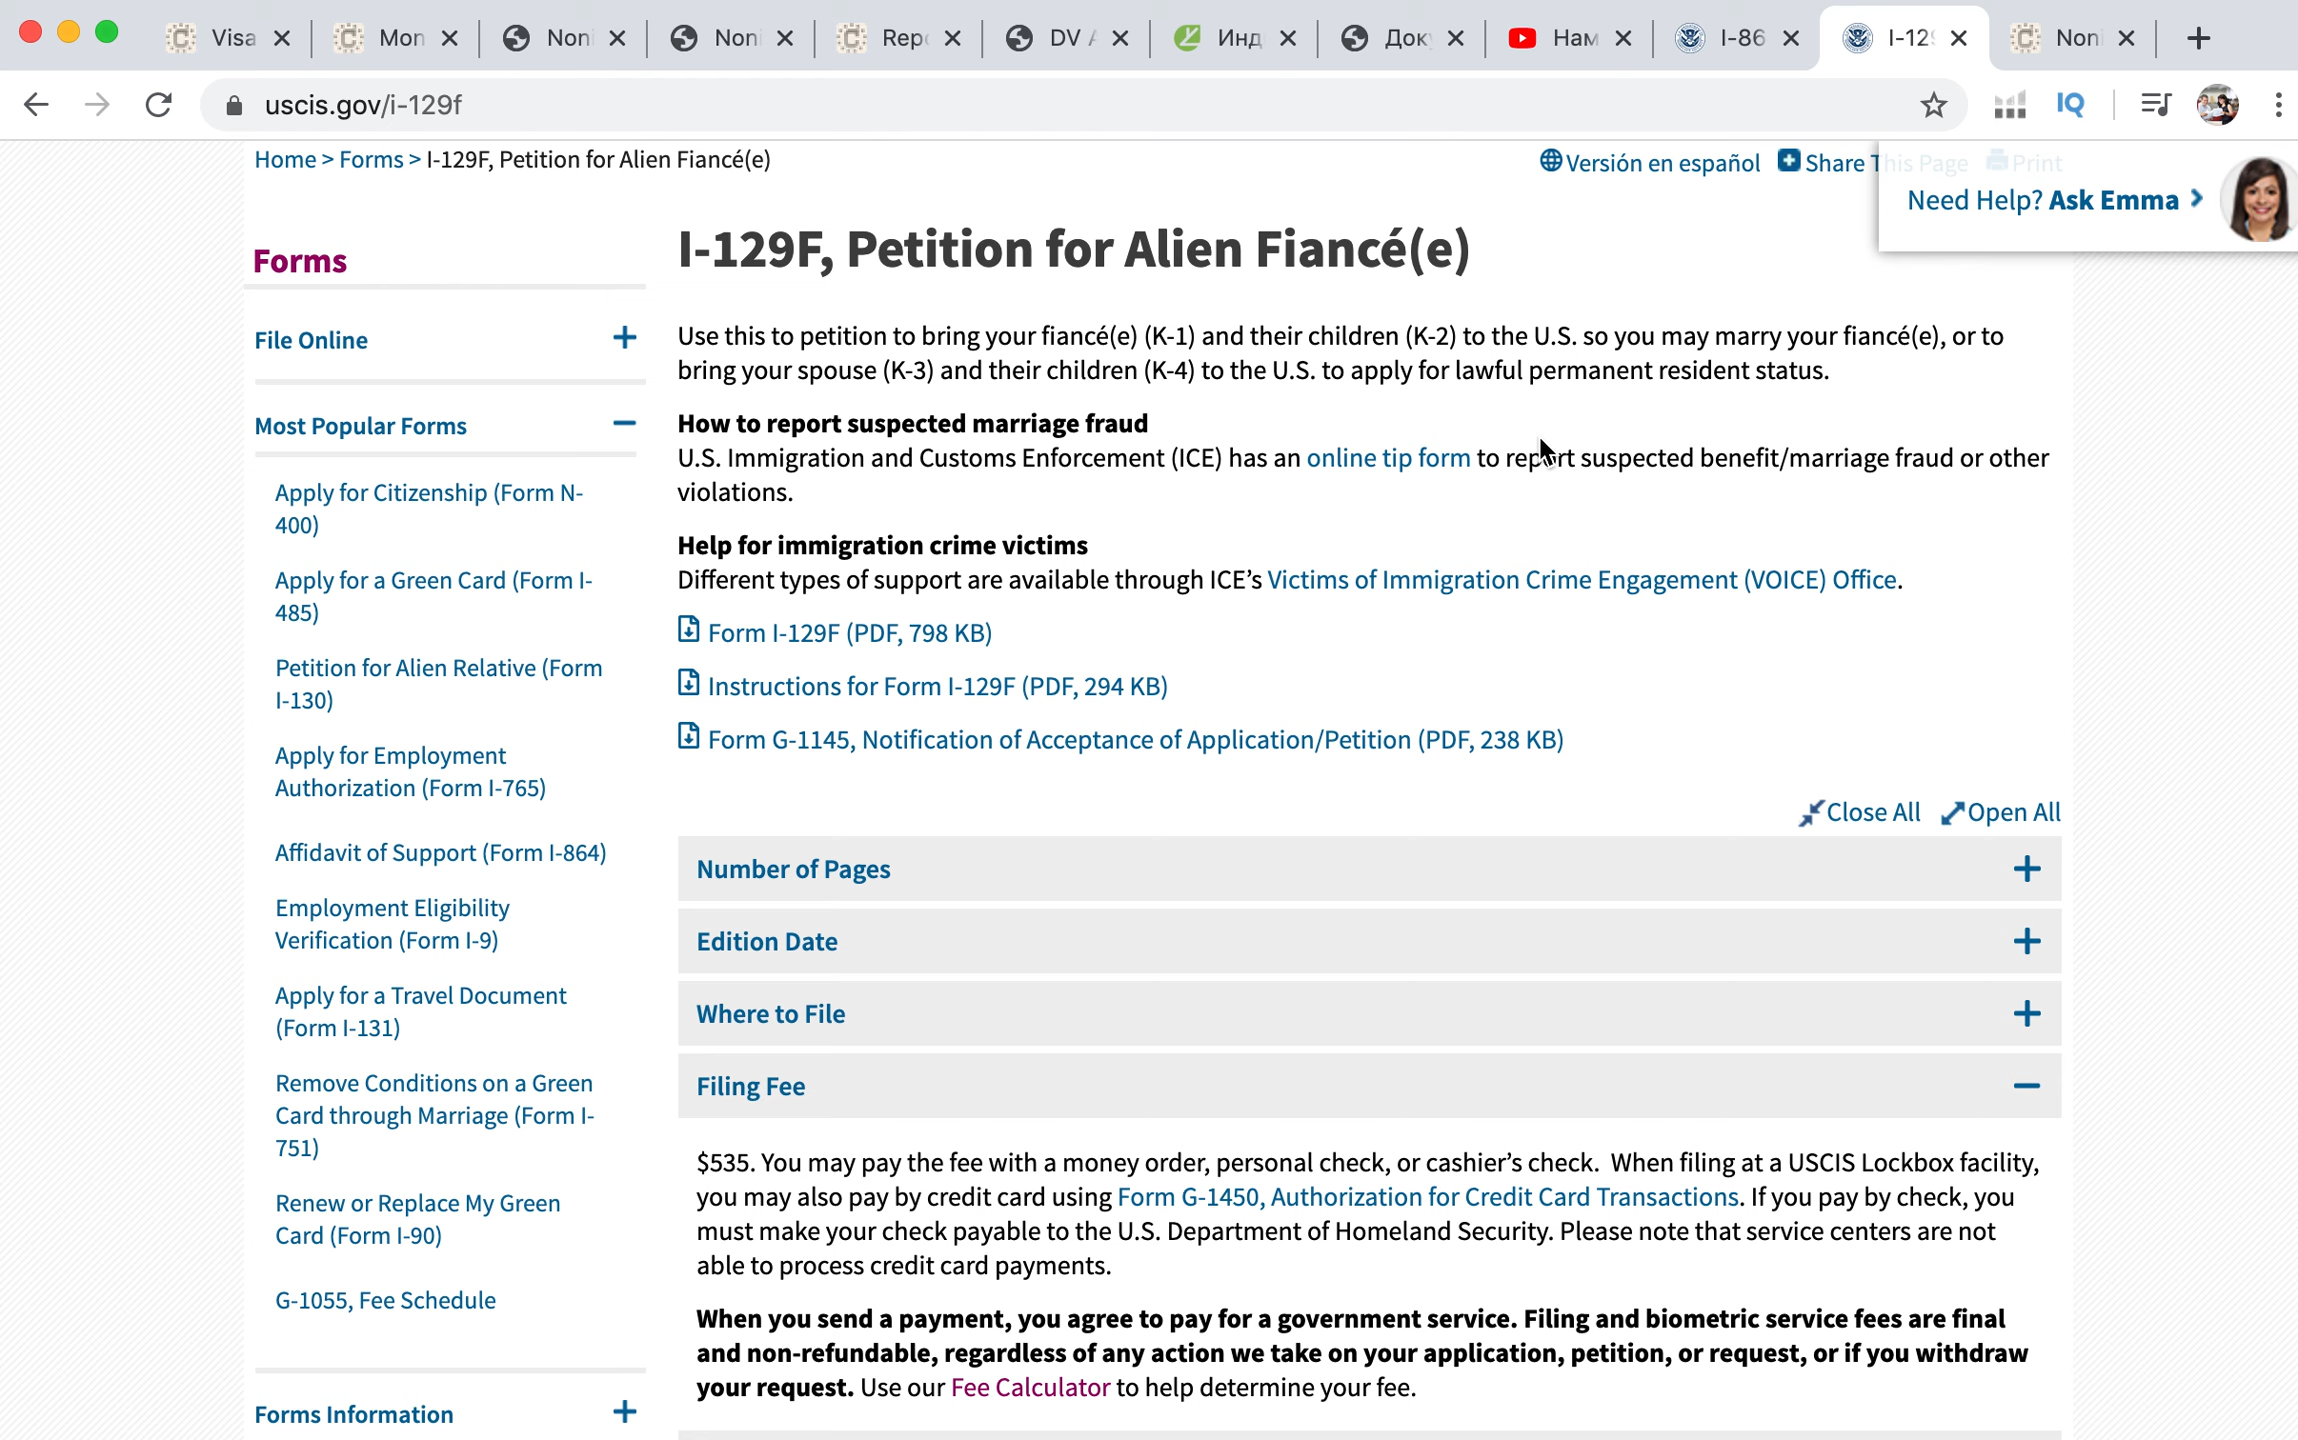 Visa
Mon
Noni
Noni
Repo
DV A
Инд
Док
Нам
I-86
I-129
Noni
uscis.gov/i-129f
IQ
Home > Forms > I-129F, Petition for Alien Fiancé(e)
Versión en español
Share This Page
Print
Need Help? Ask Emma
Forms
File Online
Most Popular Forms
Apply for Citizenship (Form N-
400)
Apply for a Green Card (Form I-
485)
Petition for Alien Relative (Form
I-130)
Apply for Employment
Authorization (Form I-765)
Affidavit of Support (Form I-864)
Employment Eligibility
Verification (Form I-9)
Apply for a Travel Document
(Form I-131)
Remove Conditions on a Green
Card through Marriage (Form I-
751)
Renew or Replace My Green
Card (Form I-90)
G-1055, Fee Schedule
Forms Information
I-129F, Petition for Alien Fiancé(e)
Use this to petition to bring your fiancé(e) (K-1) and their children (K-2) to the U.S. so you may marry your fiancé(e), or to
bring your spouse (K-3) and their children (K-4) to the U.S. to apply for lawful permanent resident status.
How to report suspected marriage fraud
U.S. Immigration and Customs Enforcement (ICE) has an online tip form to report suspected benefit/marriage fraud or other
violations.
Help for immigration crime victims
Different types of support are available through ICE’s Victims of Immigration Crime Engagement (VOICE) Office.
Form I-129F (PDF, 798 KB)
Instructions for Form I-129F (PDF, 294 KB)
Form G-1145, Notification of Acceptance of Application/Petition (PDF, 238 KB)
Close All
Open All
Number of Pages
Edition Date
Where to File
Filing Fee
$535. You may pay the fee with a money order, personal check, or cashier’s check. When filing at a USCIS Lockbox facility,
you may also pay by credit card using Form G-1450, Authorization for Credit Card Transactions. If you pay by check, you
must make your check payable to the U.S. Department of Homeland Security. Please note that service centers are not
able to process credit card payments.
When you send a payment, you agree to pay for a government service. Filing and biometric service fees are final
and non-refundable, regardless of any action we take on your application, petition, or request, or if you withdraw
your request. Use our Fee Calculator to help determine your fee.